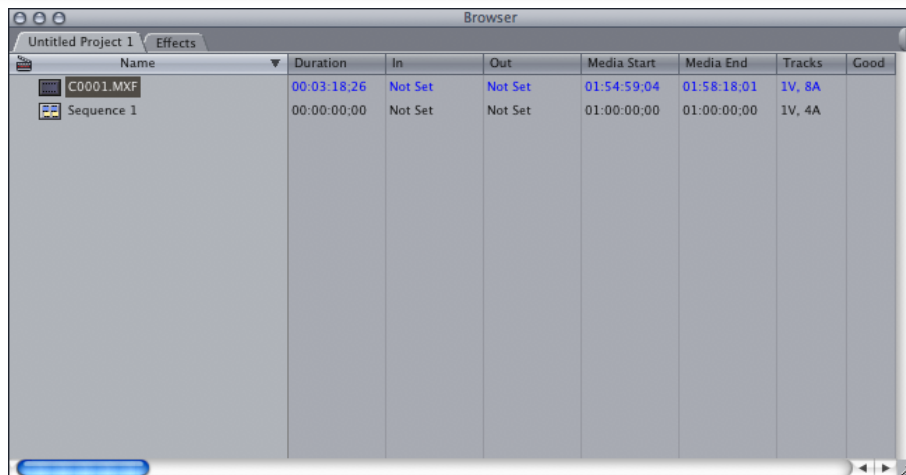 Browser
Untitled Project 1 Effects
Name Duration In Out Media Start Media End Tracks Good
C0001.MXF 00:03:18;26 Not Set Not Set 01:54:59;04 01:58:18;01 1V, 8A
Sequence 1 00:00:00;00 Not Set Not Set 01:00:00;00 01:00:00;00 1V, 4A